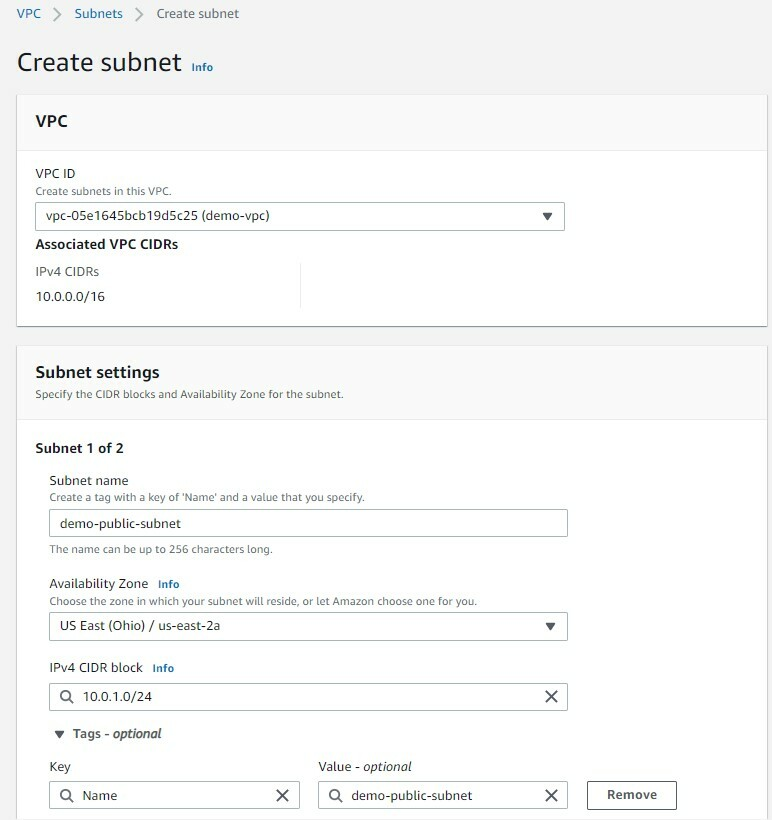 VPC > Subnets > Create subnet
Create subnet Info
VPC
VPC ID
Create subnets in this VPC.
vpc-05e1645bcb19d5c25 (demo-vpc)
Associated VPC CIDRs
IPv4 CIDRs
10.0.0.0/16
Subnet settings
Specify the CIDR blocks and Availability Zone for the subnet.
Subnet 1 of 2
Subnet name
Create a tag with a key of 'Name' and a value that you specify.
demo-public-subnet
The name can be up to 256 characters long.
Availability Zone Info
Choose the zone in which your subnet will reside, or let Amazon choose one for you.
US East (Ohio) / us-east-2a
IPv4 CIDR block Info
10.0.1.0/24
Tags - optional
Key Value - optional
Name demo-public-subnet Remove